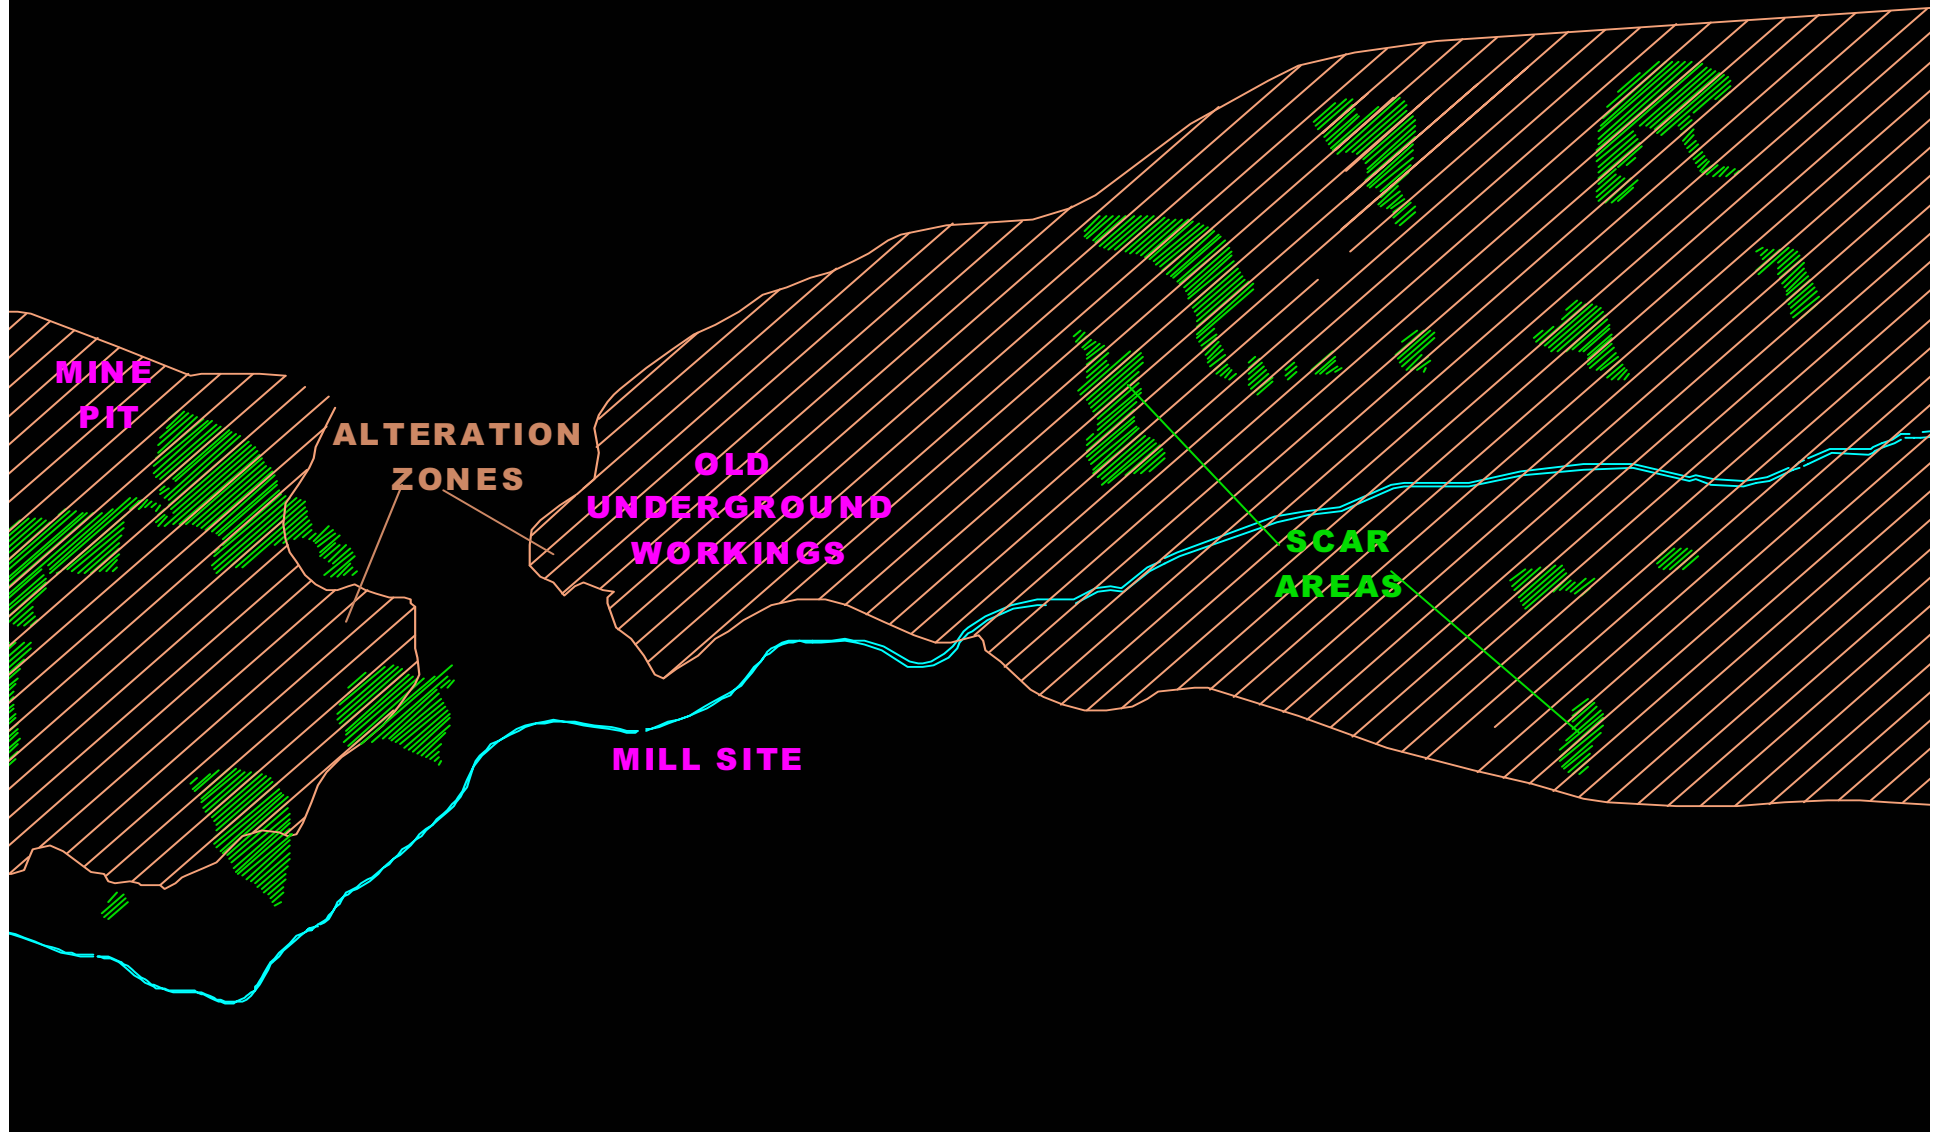 MINE
PIT
ALTERATION
ZONES
OLD
UNDERGROUND
WORKINGS
SCAR
AREAS
MILL SITE